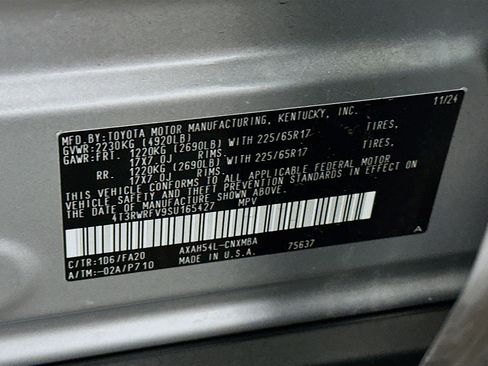 MFD.BY:TOYOTA MOTOR MANUFACTURING, KENTUCKY, INC. 11/24
GVWR:2230KG (4920LB)
GAWR:FRT. 1220KG (2690LB) WITH 225/65R17 TIRES,
17X7.0J RIMS.
RR. 1220KG (2690LB) WITH 225/65R17 TIRES,
17X7.0J RIMS.
THIS VEHICLE CONFORMS TO ALL APPLICABLE FEDERAL MOTOR
VEHICLE SAFETY STANDARDS IN EFFECT ON THE DATE
OF MANUFACTURE SHOWN ABOVE.
4T3RWRFV9SU165427 MPV
C/TR:1D6/FA20 AXAH54L-CNXMBA A
A/TM:-02A/P710 MADE IN U.S.A. 75637